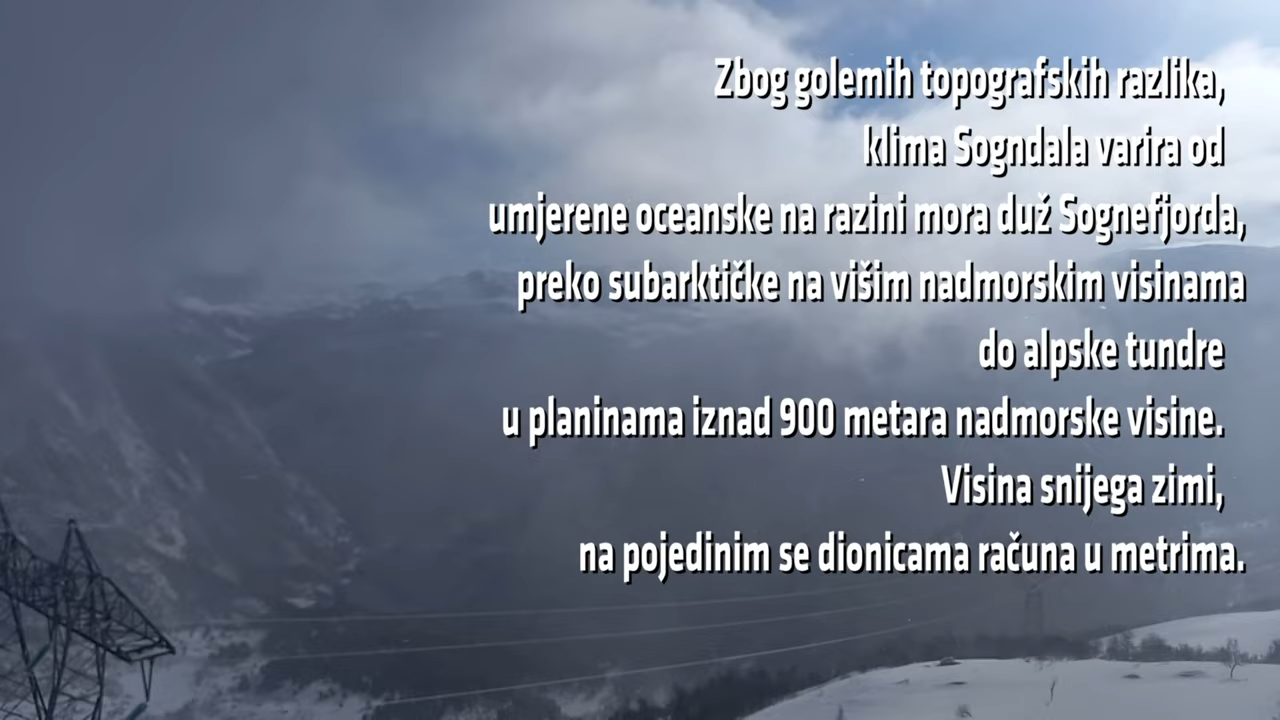 Zbog golemih topografskih razlika,
klima Sogndala varira od
umjerene oceanske na razini mora duž Sognefjorda,
preko subarktičke na višim nadmorskim visinama
do alpske tundre
u planinama iznad 900 metara nadmorske visine.
Visina snijega zimi,
na pojedinim se dionicama računa u metrima.